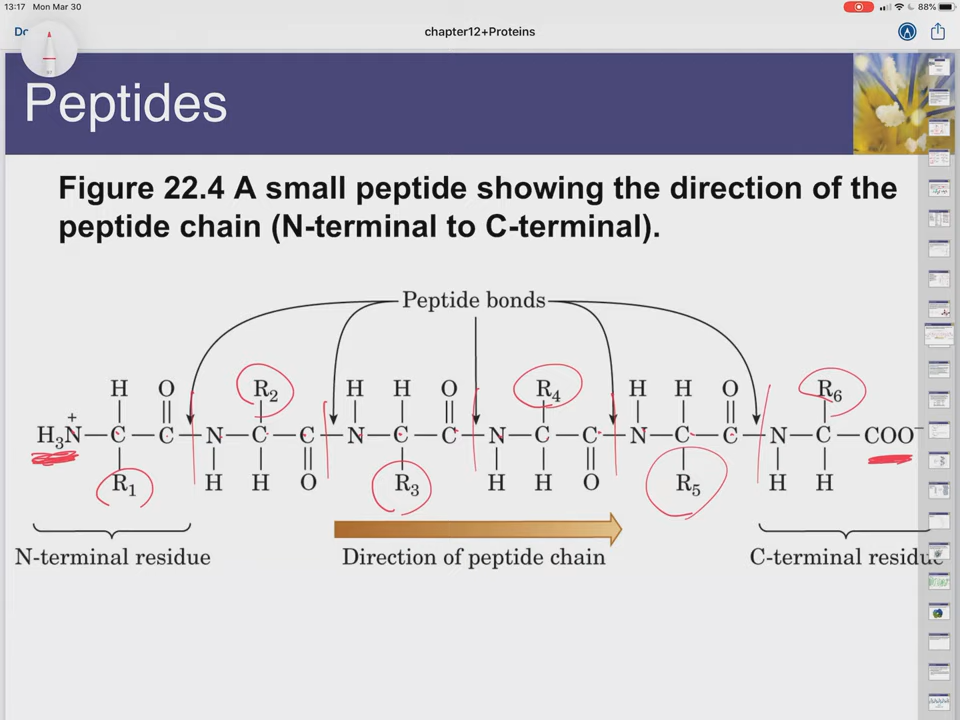 13:17 Mon Mar 30
88%
Do
chapter12+Proteins
Peptides
Figure 22.4 A small peptide showing the direction of the
peptide chain (N-terminal to C-terminal).
Peptide bonds
H O R2 H H O R4 H H O R6
+
H3N—C—C—N—C—C—N—C—C—N—C—C—N—C—C—N—C—COO−
R1 H H O R3 H H O R5 H H
N-terminal residue Direction of peptide chain C-terminal residue